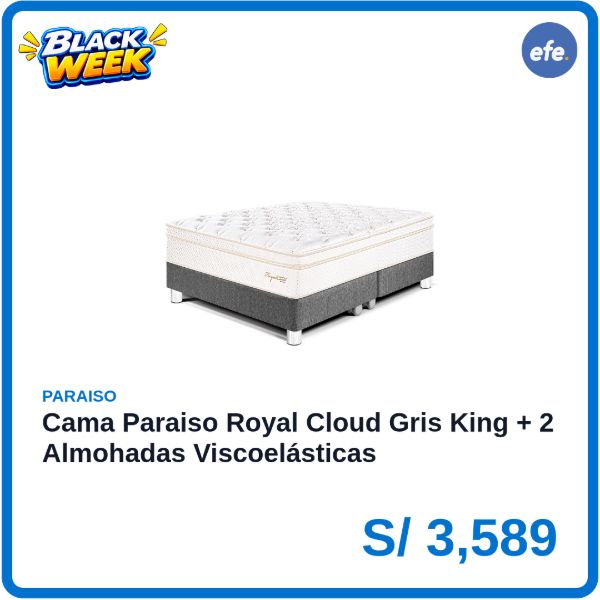 BLACK
WEEK
efe.
PARAISO
Cama Paraiso Royal Cloud Gris King + 2
Almohadas Viscoelásticas
S/ 3,589